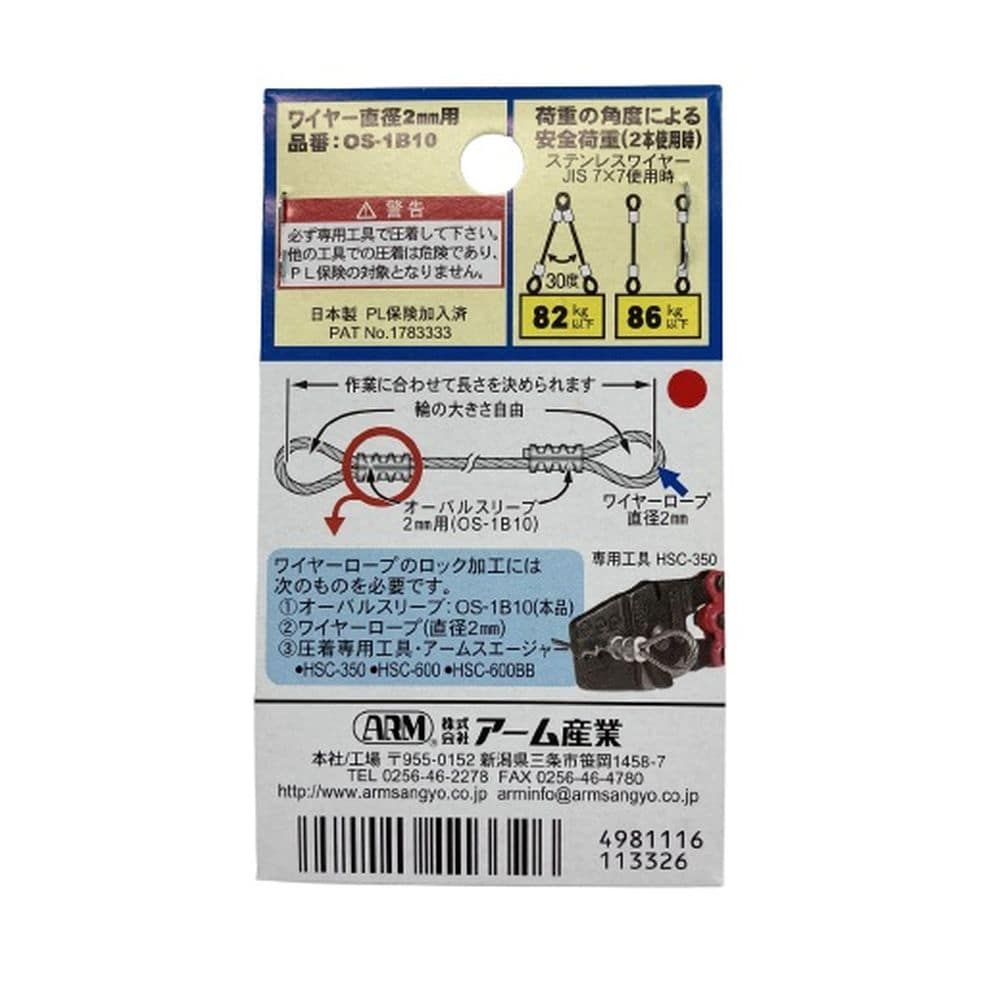 ワイヤー直径2mm用
品番:OS-1B10
⚠警告
必ず専用工具で圧着して下さい。
他の工具での圧着は危険であり、
PL保険の対象となりません。
日本製 PL保険加入済
PAT No.1783333
荷重の角度による
安全荷重(2本使用時)
ステンレスワイヤー
JIS 7×7使用時
30度
82kg以下
86kg以下
作業に合わせて長さを決められます
輪の大きさ自由
オーバルスリーブ
2mm用(OS-1B10)
ワイヤーロープ
直径2mm
ワイヤーロープのロック加工には
次のものを必要です。
①オーバルスリーブ:OS-1B10(本品)
②ワイヤーロープ(直径2mm)
③圧着専用工具・アームスエージャー
•HSC-350 •HSC-600 •HSC-600BB
専用工具 HSC-350
ARM® 株式会社アーム産業
本社/工場 〒955-0152 新潟県三条市笹岡1458-7
TEL 0256-46-2278 FAX 0256-46-4780
http://www.armsangyo.co.jp arminfo@armsangyo.co.jp
4981116
113326